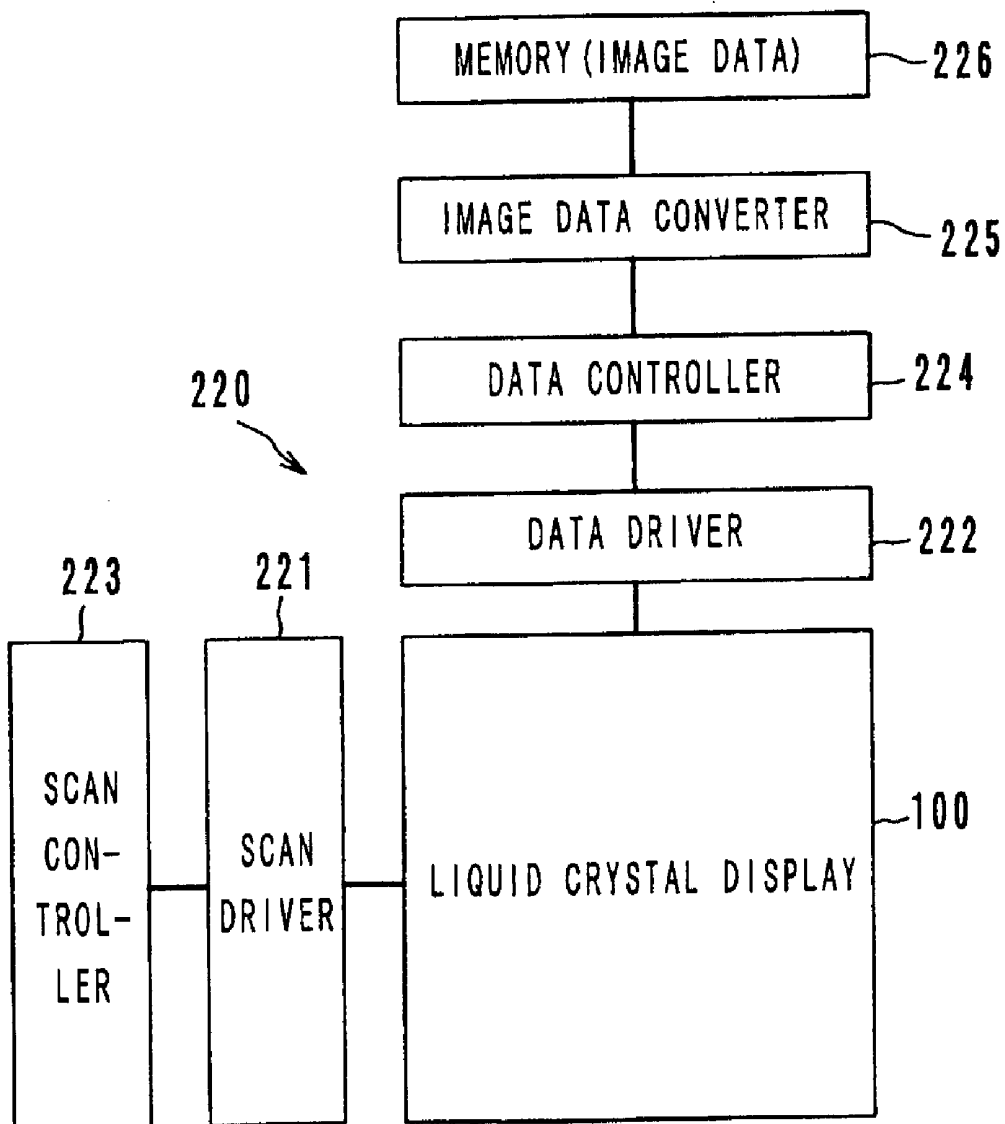 MEMORY (IMAGE DATA)
226
IMAGE DATA CONVERTER
225
DATA CONTROLLER
224
220
DATA DRIVER
222
223
221
SCAN
CON-
TROL-
LER
SCAN
DRIVER
LIQUID CRYSTAL DISPLAY
100